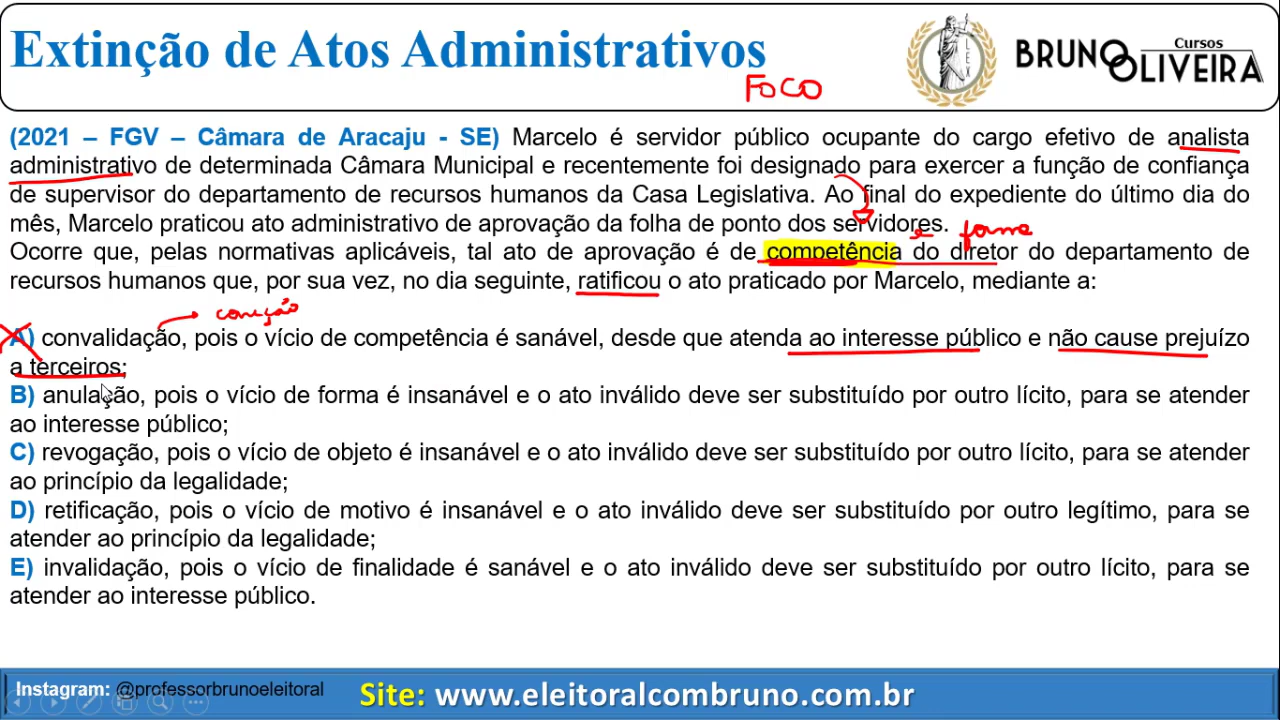 Extinção de Atos Administrativos
FOCO
Cursos
BRUNO OLIVEIRA
LEX
(2021 – FGV – Câmara de Aracaju - SE) Marcelo é servidor público ocupante do cargo efetivo de analista
administrativo de determinada Câmara Municipal e recentemente foi designado para exercer a função de confiança
de supervisor do departamento de recursos humanos da Casa Legislativa. Ao final do expediente do último dia do
mês, Marcelo praticou ato administrativo de aprovação da folha de ponto dos servidores.
e forma
Ocorre que, pelas normativas aplicáveis, tal ato de aprovação é de competência do diretor do departamento de
recursos humanos que, por sua vez, no dia seguinte, ratificou o ato praticado por Marcelo, mediante a:
correção
A) convalidação, pois o vício de competência é sanável, desde que atenda ao interesse público e não cause prejuízo
a terceiros;
B) anulação, pois o vício de forma é insanável e o ato inválido deve ser substituído por outro lícito, para se atender
ao interesse público;
C) revogação, pois o vício de objeto é insanável e o ato inválido deve ser substituído por outro lícito, para se atender
ao princípio da legalidade;
D) retificação, pois o vício de motivo é insanável e o ato inválido deve ser substituído por outro legítimo, para se
atender ao princípio da legalidade;
E) invalidação, pois o vício de finalidade é sanável e o ato inválido deve ser substituído por outro lícito, para se
atender ao interesse público.
Instagram: @professorbrunoeleitoral
Site: www.eleitoralcombruno.com.br